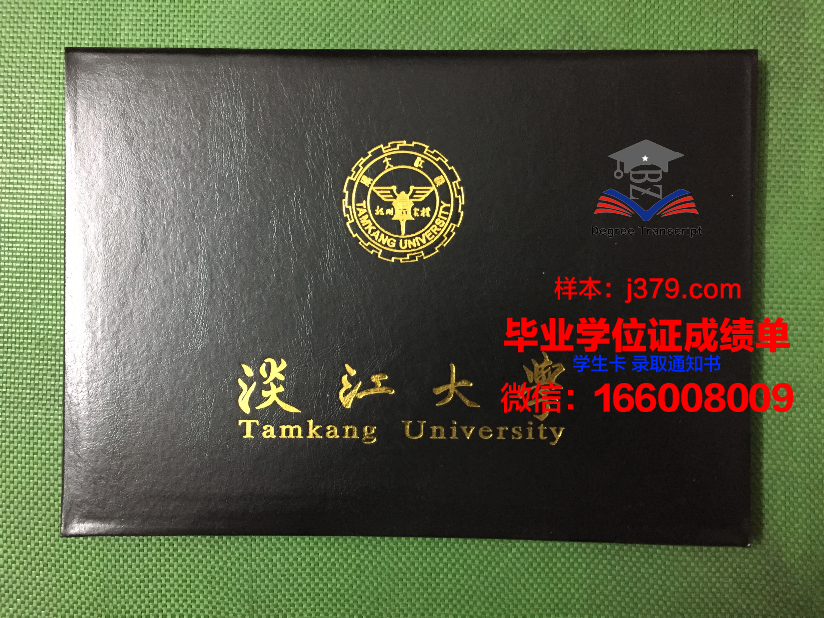 TAMKANG UNIVERSITY
BZ
Degree Transcript
样本：j379.com
毕业学位证成绩单
学生卡 录取通知书
微信：166008009
淡江大學
Tamkang University